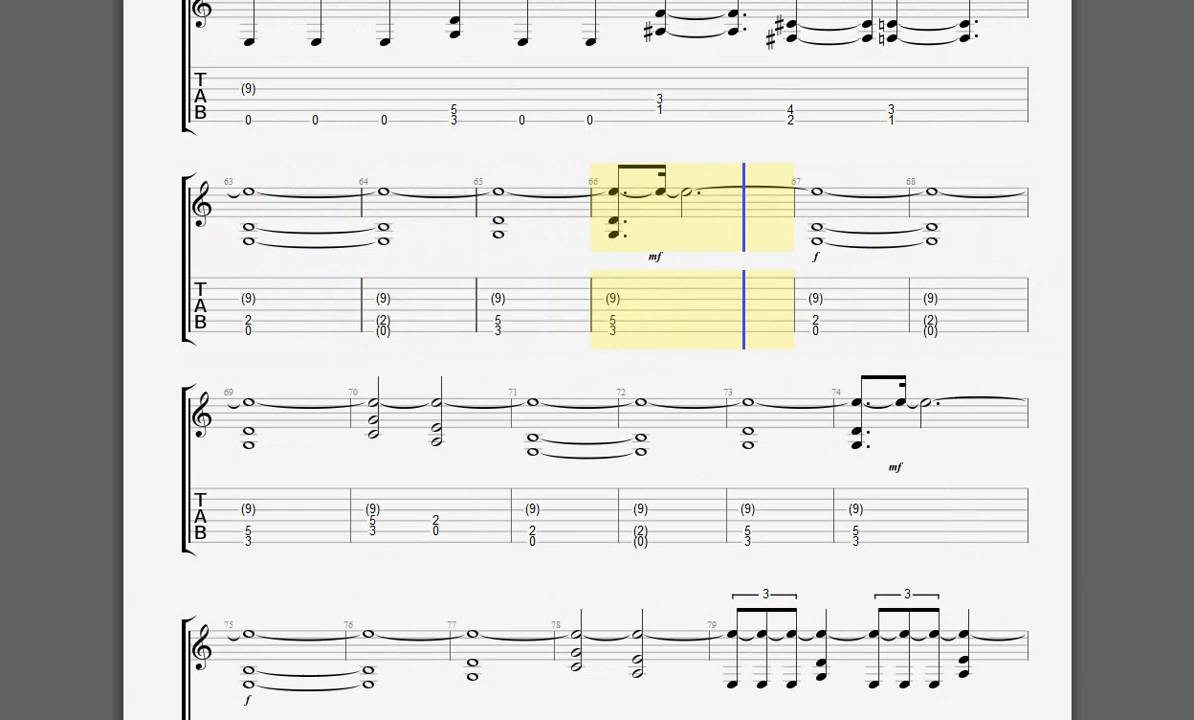 T
A
B
(9)
3
5 1 4 3
0 0 0 3 0 0 2 1
63 64 65 66 67 68
mf f
T
A
B
(9) (9) (9) (9) (9) (9)
2 (2) 5 5 2 (2)
0 (0) 3 3 0 (0)
69 70 71 72 73 74
mf
T
A
B
(9) (9) (9) (9) (9) (9)
5 2
5 3 0 2 (2) 5 5
3 0 (0) 3 3
3 3
75 76 77 78 79
f